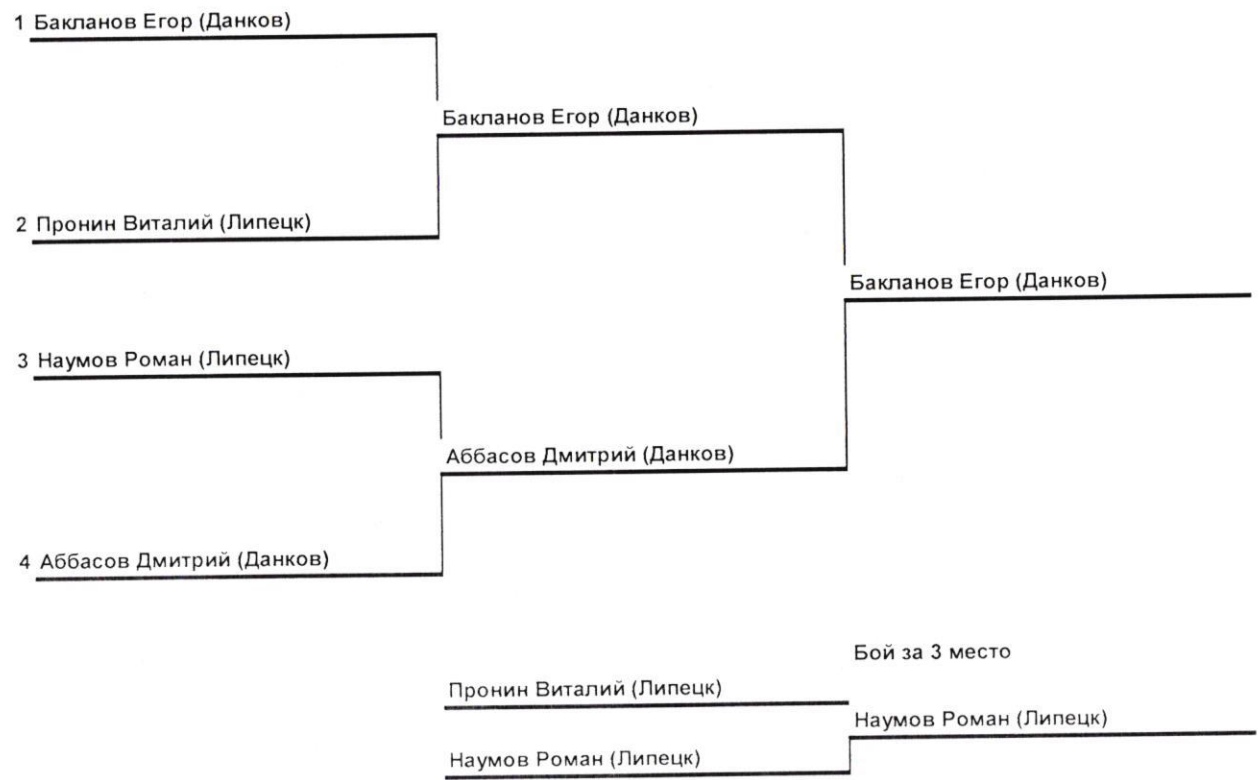 1 Бакланов Егор (Данков)
Бакланов Егор (Данков)
2 Пронин Виталий (Липецк)
Бакланов Егор (Данков)
3 Наумов Роман (Липецк)
Аббасов Дмитрий (Данков)
4 Аббасов Дмитрий (Данков)
Бой за 3 место
Пронин Виталий (Липецк)
Наумов Роман (Липецк)
Наумов Роман (Липецк)